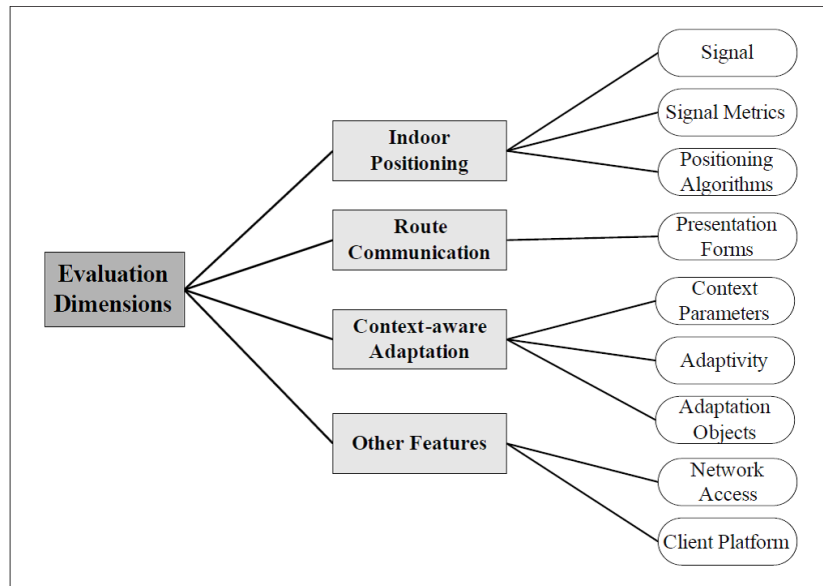 Evaluation
Dimensions
Indoor
Positioning
Route
Communication
Context-aware
Adaptation
Other Features
Signal
Signal Metrics
Positioning
Algorithms
Presentation
Forms
Context
Parameters
Adaptivity
Adaptation
Objects
Network
Access
Client Platform